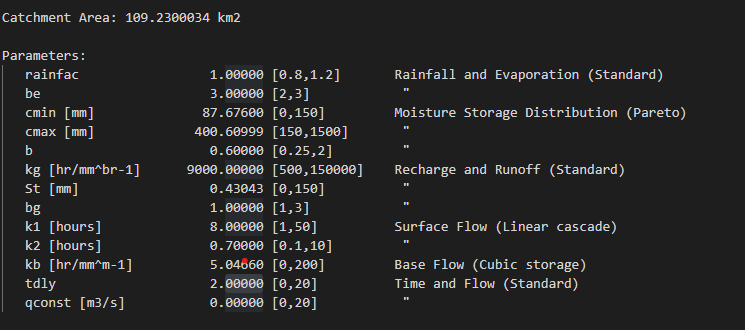 Catchment Area: 109.2300034 km2
Parameters:
rainfac 1.00000 [0.8,1.2] Rainfall and Evaporation (Standard)
be 3.00000 [2,3] "
cmin [mm] 87.67600 [0,150] Moisture Storage Distribution (Pareto)
cmax [mm] 400.60999 [150,1500] "
b 0.60000 [0.25,2] "
kg [hr/mm^br-1] 9000.00000 [500,150000] Recharge and Runoff (Standard)
St [mm] 0.43043 [0,150] "
bg 1.00000 [1,3] "
k1 [hours] 8.00000 [1,50] Surface Flow (Linear cascade)
k2 [hours] 0.70000 [0.1,10] "
kb [hr/mm^m-1] 5.04660 [0,200] Base Flow (Cubic storage)
tdly 2.00000 [0,20] Time and Flow (Standard)
qconst [m3/s] 0.00000 [0,20] "